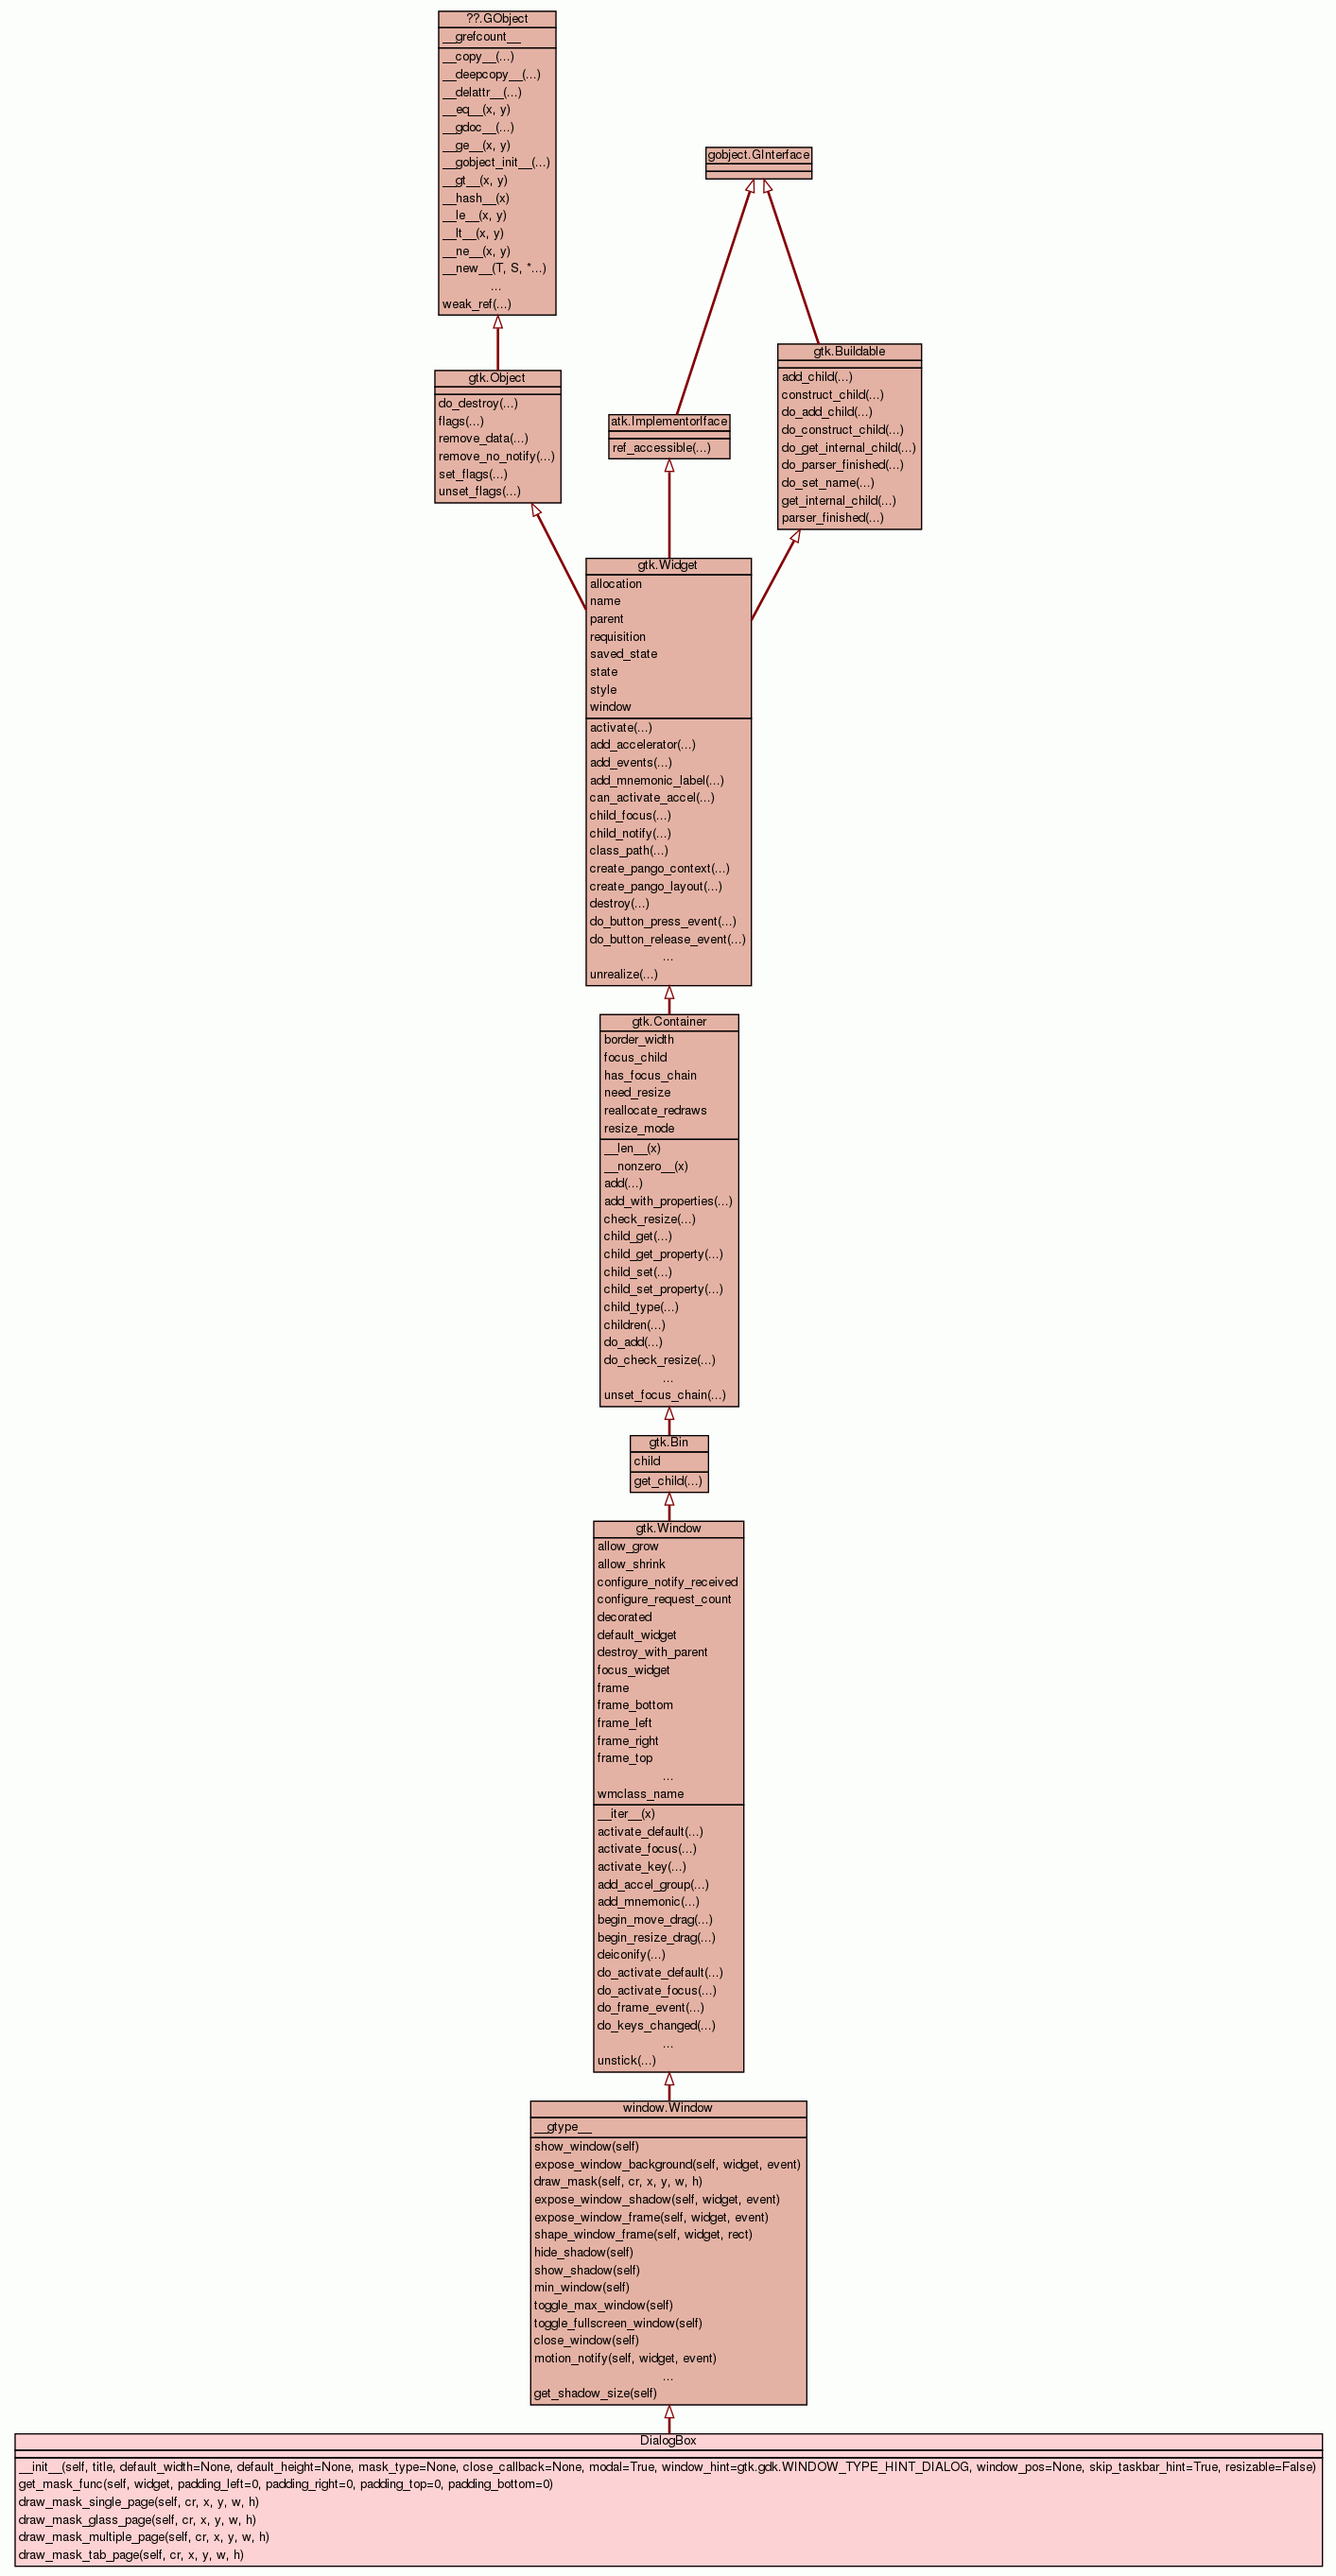 ??.GObject
__grefcount__
__copy__(...)
__deepcopy__(...)
__delattr__(...)
__eq__(x, y)
__gdoc__(...)
__ge__(x, y)
__gobject_init__(...)
__gt__(x, y)
__hash__(x)
__le__(x, y)
__lt__(x, y)
__ne__(x, y)
__new__(T, S, *...)
...
weak_ref(...)
gobject.GInterface
gtk.Object
do_destroy(...)
flags(...)
remove_data(...)
remove_no_notify(...)
set_flags(...)
unset_flags(...)
atk.ImplementorIface
ref_accessible(...)
gtk.Buildable
add_child(...)
construct_child(...)
do_add_child(...)
do_construct_child(...)
do_get_internal_child(...)
do_parser_finished(...)
do_set_name(...)
get_internal_child(...)
parser_finished(...)
gtk.Widget
allocation
name
parent
requisition
saved_state
state
style
window
activate(...)
add_accelerator(...)
add_events(...)
add_mnemonic_label(...)
can_activate_accel(...)
child_focus(...)
child_notify(...)
class_path(...)
create_pango_context(...)
create_pango_layout(...)
destroy(...)
do_button_press_event(...)
do_button_release_event(...)
...
unrealize(...)
gtk.Container
border_width
focus_child
has_focus_chain
need_resize
reallocate_redraws
resize_mode
__len__(x)
__nonzero__(x)
add(...)
add_with_properties(...)
check_resize(...)
child_get(...)
child_get_property(...)
child_set(...)
child_set_property(...)
child_type(...)
children(...)
do_add(...)
do_check_resize(...)
...
unset_focus_chain(...)
gtk.Bin
child
get_child(...)
gtk.Window
allow_grow
allow_shrink
configure_notify_received
configure_request_count
decorated
default_widget
destroy_with_parent
focus_widget
frame
frame_bottom
frame_left
frame_right
frame_top
...
wmclass_name
__iter__(x)
activate_default(...)
activate_focus(...)
activate_key(...)
add_accel_group(...)
add_mnemonic(...)
begin_move_drag(...)
begin_resize_drag(...)
deiconify(...)
do_activate_default(...)
do_activate_focus(...)
do_frame_event(...)
do_keys_changed(...)
...
unstick(...)
window.Window
__gtype__
show_window(self)
expose_window_background(self, widget, event)
draw_mask(self, cr, x, y, w, h)
expose_window_shadow(self, widget, event)
expose_window_frame(self, widget, event)
shape_window_frame(self, widget, rect)
hide_shadow(self)
show_shadow(self)
min_window(self)
toggle_max_window(self)
toggle_fullscreen_window(self)
close_window(self)
motion_notify(self, widget, event)
...
get_shadow_size(self)
DialogBox
__init__(self, title, default_width=None, default_height=None, mask_type=None, close_callback=None, modal=True, window_hint=gtk.gdk.WINDOW_TYPE_HINT_DIALOG, window_pos=None, skip_taskbar_hint=True, resizable=False)
get_mask_func(self, widget, padding_left=0, padding_right=0, padding_top=0, padding_bottom=0)
draw_mask_single_page(self, cr, x, y, w, h)
draw_mask_glass_page(self, cr, x, y, w, h)
draw_mask_multiple_page(self, cr, x, y, w, h)
draw_mask_tab_page(self, cr, x, y, w, h)